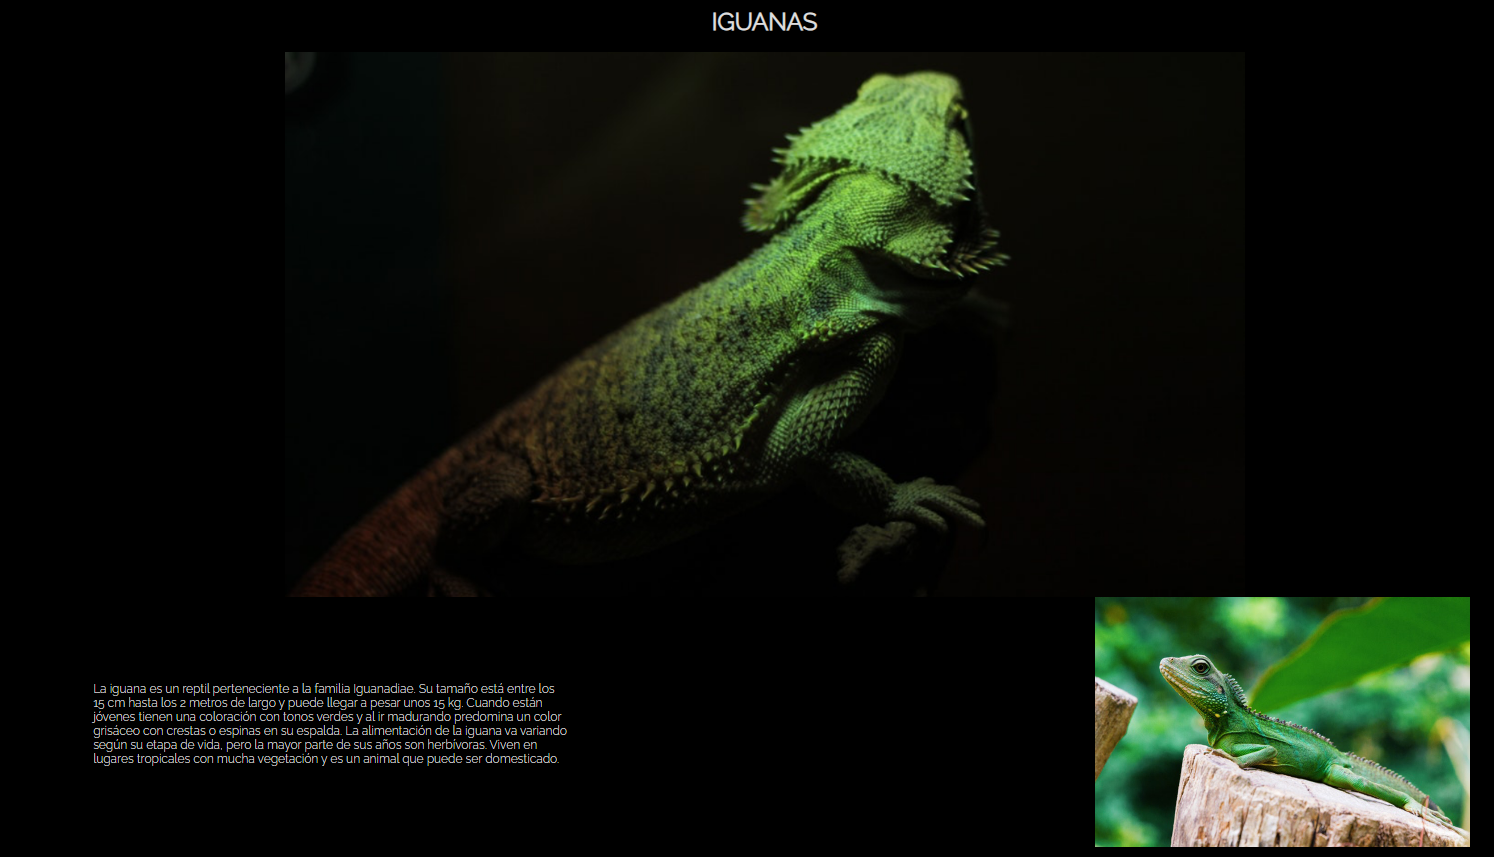 IGUANAS
La iguana es un reptil perteneciente a la familia Iguanadiae. Su tamaño está entre los
15 cm hasta los 2 metros de largo y puede llegar a pesar unos 15 kg. Cuando están
jóvenes tienen una coloración con tonos verdes y al ir madurando predomina un color
grisáceo con crestas o espinas en su espalda. La alimentación de la iguana va variando
según su etapa de vida, pero la mayor parte de sus años son herbívoras. Viven en
lugares tropicales con mucha vegetación y es un animal que puede ser domesticado.